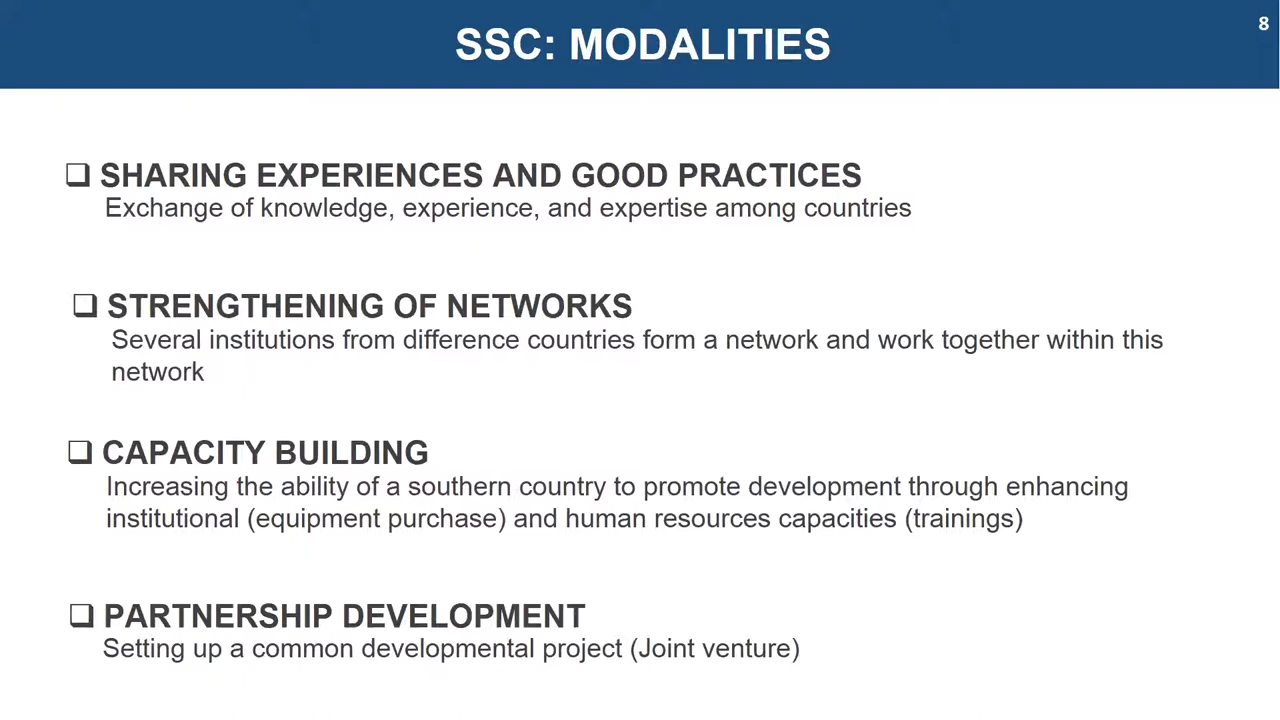 SSC: MODALITIES
8
❑ SHARING EXPERIENCES AND GOOD PRACTICES
Exchange of knowledge, experience, and expertise among countries
❑ STRENGTHENING OF NETWORKS
Several institutions from difference countries form a network and work together within this
network
❑ CAPACITY BUILDING
Increasing the ability of a southern country to promote development through enhancing
institutional (equipment purchase) and human resources capacities (trainings)
❑ PARTNERSHIP DEVELOPMENT
Setting up a common developmental project (Joint venture)